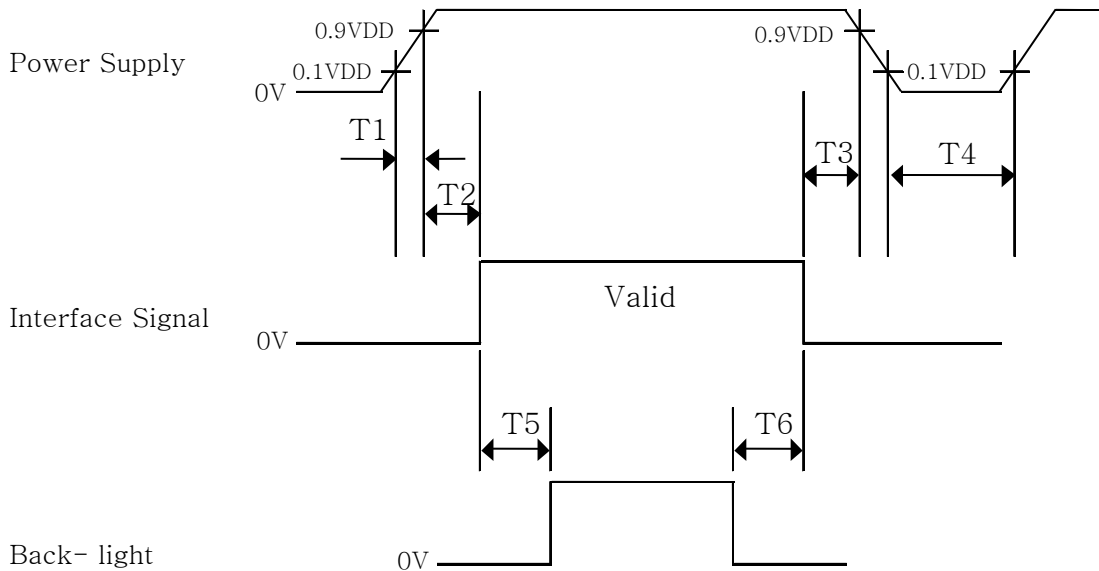 0.9VDD
0.9VDD
Power Supply
0.1VDD
0.1VDD
0V
T1
T3
T4
T2
Valid
Interface Signal
0V
T5
T6
Back- light
0V